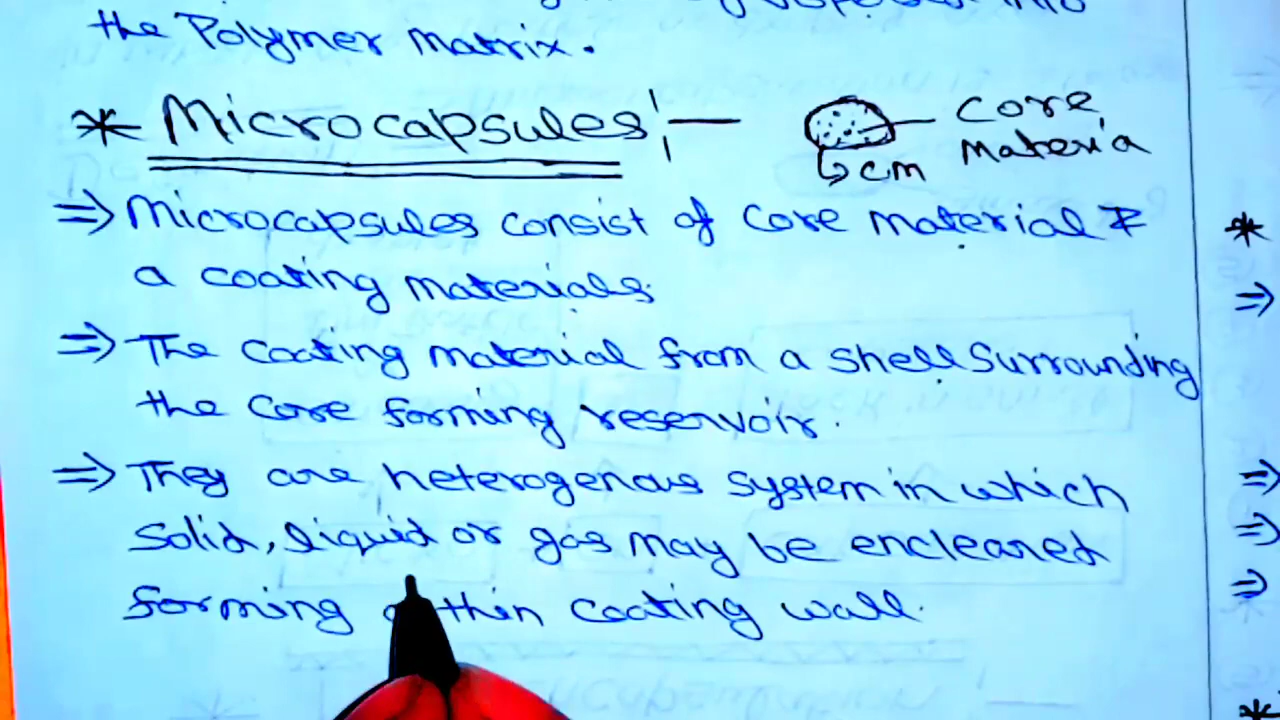 the Polymer matrix.
* Microcapsules :-
core
materia
cm
⇒ Microcapsules consist of core material &
a coating materials.
⇒ The coating material from a shell surrounding
the core forming reservoir.
⇒ They are heterogenous system in which
solid, liquid or gas may be encleared
forming a thin coating wall.
*
⇒
⇒
⇒
⇒
*